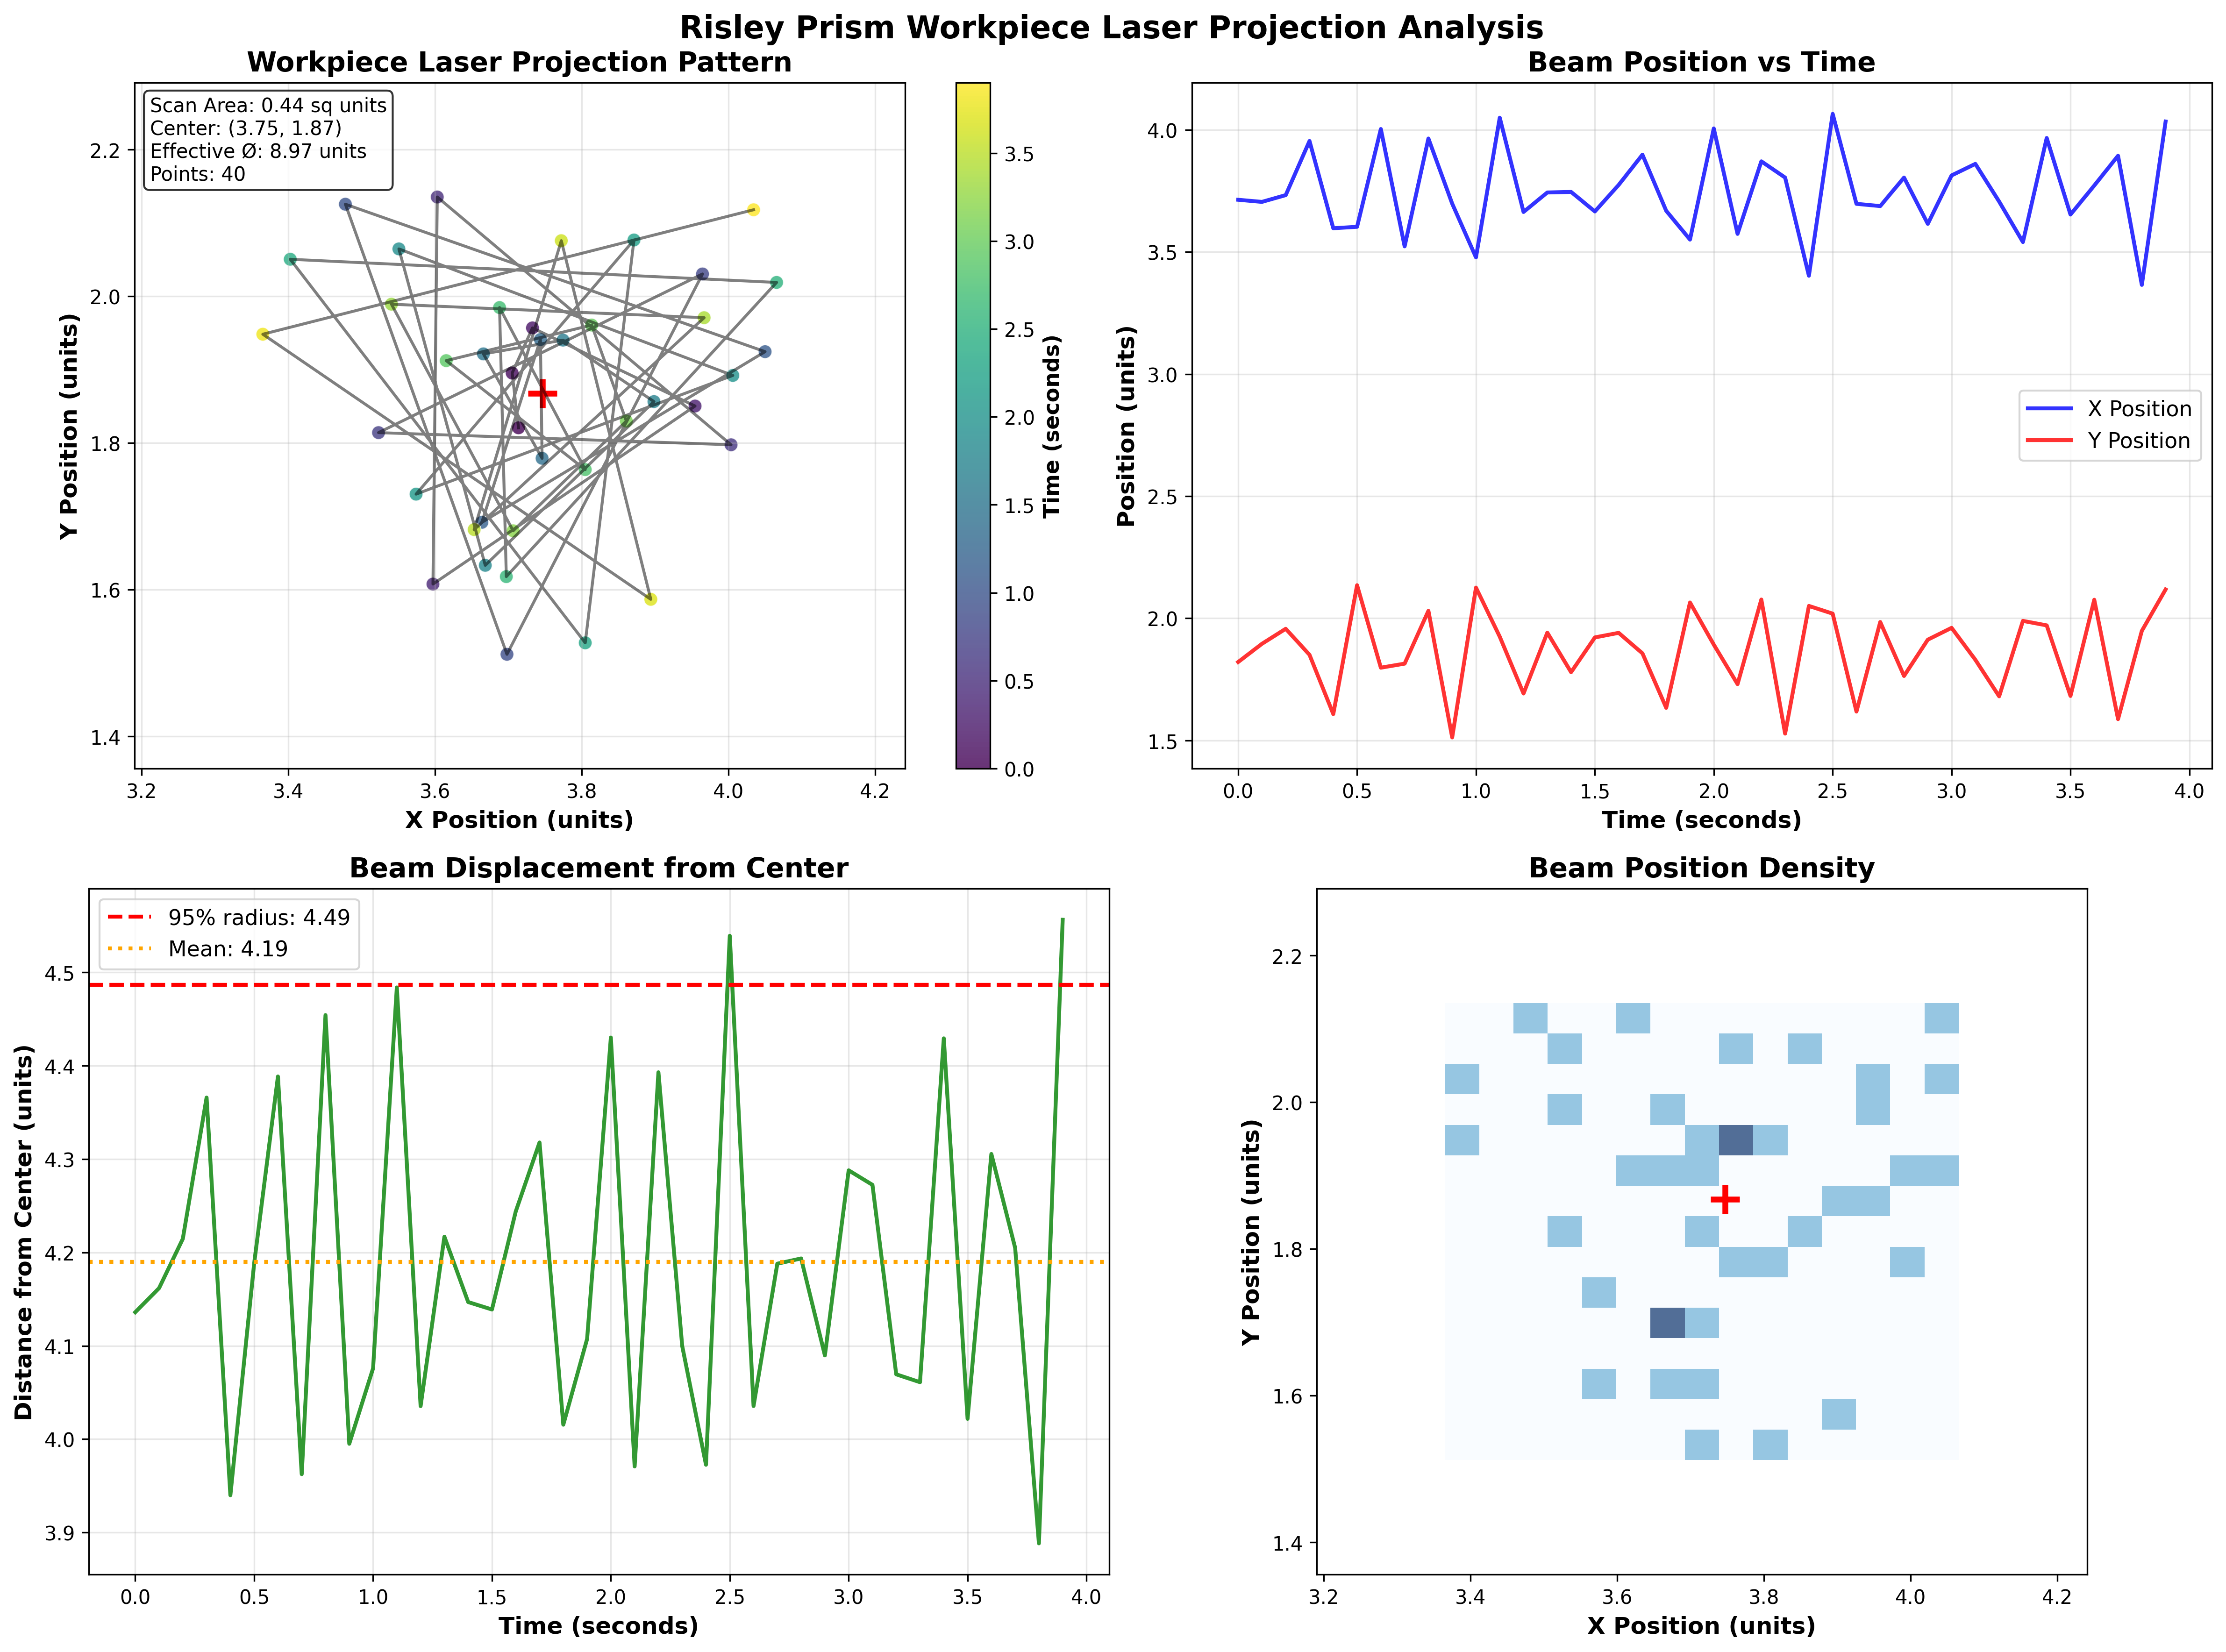 Risley Prism Workpiece Laser Projection Analysis
Workpiece Laser Projection Pattern
Scan Area: 0.44 sq units
Center: (3.75, 1.87)
Effective Ø: 8.97 units
Points: 40
2.2
2.0
1.8
1.6
1.4
Y Position (units)
3.2
3.4
3.6
3.8
4.0
4.2
X Position (units)
3.5
3.0
2.5
2.0
1.5
1.0
0.5
0.0
Time (seconds)
Beam Position vs Time
4.0
3.5
3.0
2.5
2.0
1.5
Position (units)
X Position
Y Position
0.0
0.5
1.0
1.5
2.0
2.5
3.0
3.5
4.0
Time (seconds)
Beam Displacement from Center
95% radius: 4.49
Mean: 4.19
4.5
4.4
4.3
4.2
4.1
4.0
3.9
Distance from Center (units)
0.0
0.5
1.0
1.5
2.0
2.5
3.0
3.5
4.0
Time (seconds)
Beam Position Density
2.2
2.0
1.8
1.6
1.4
Y Position (units)
3.2
3.4
3.6
3.8
4.0
4.2
X Position (units)